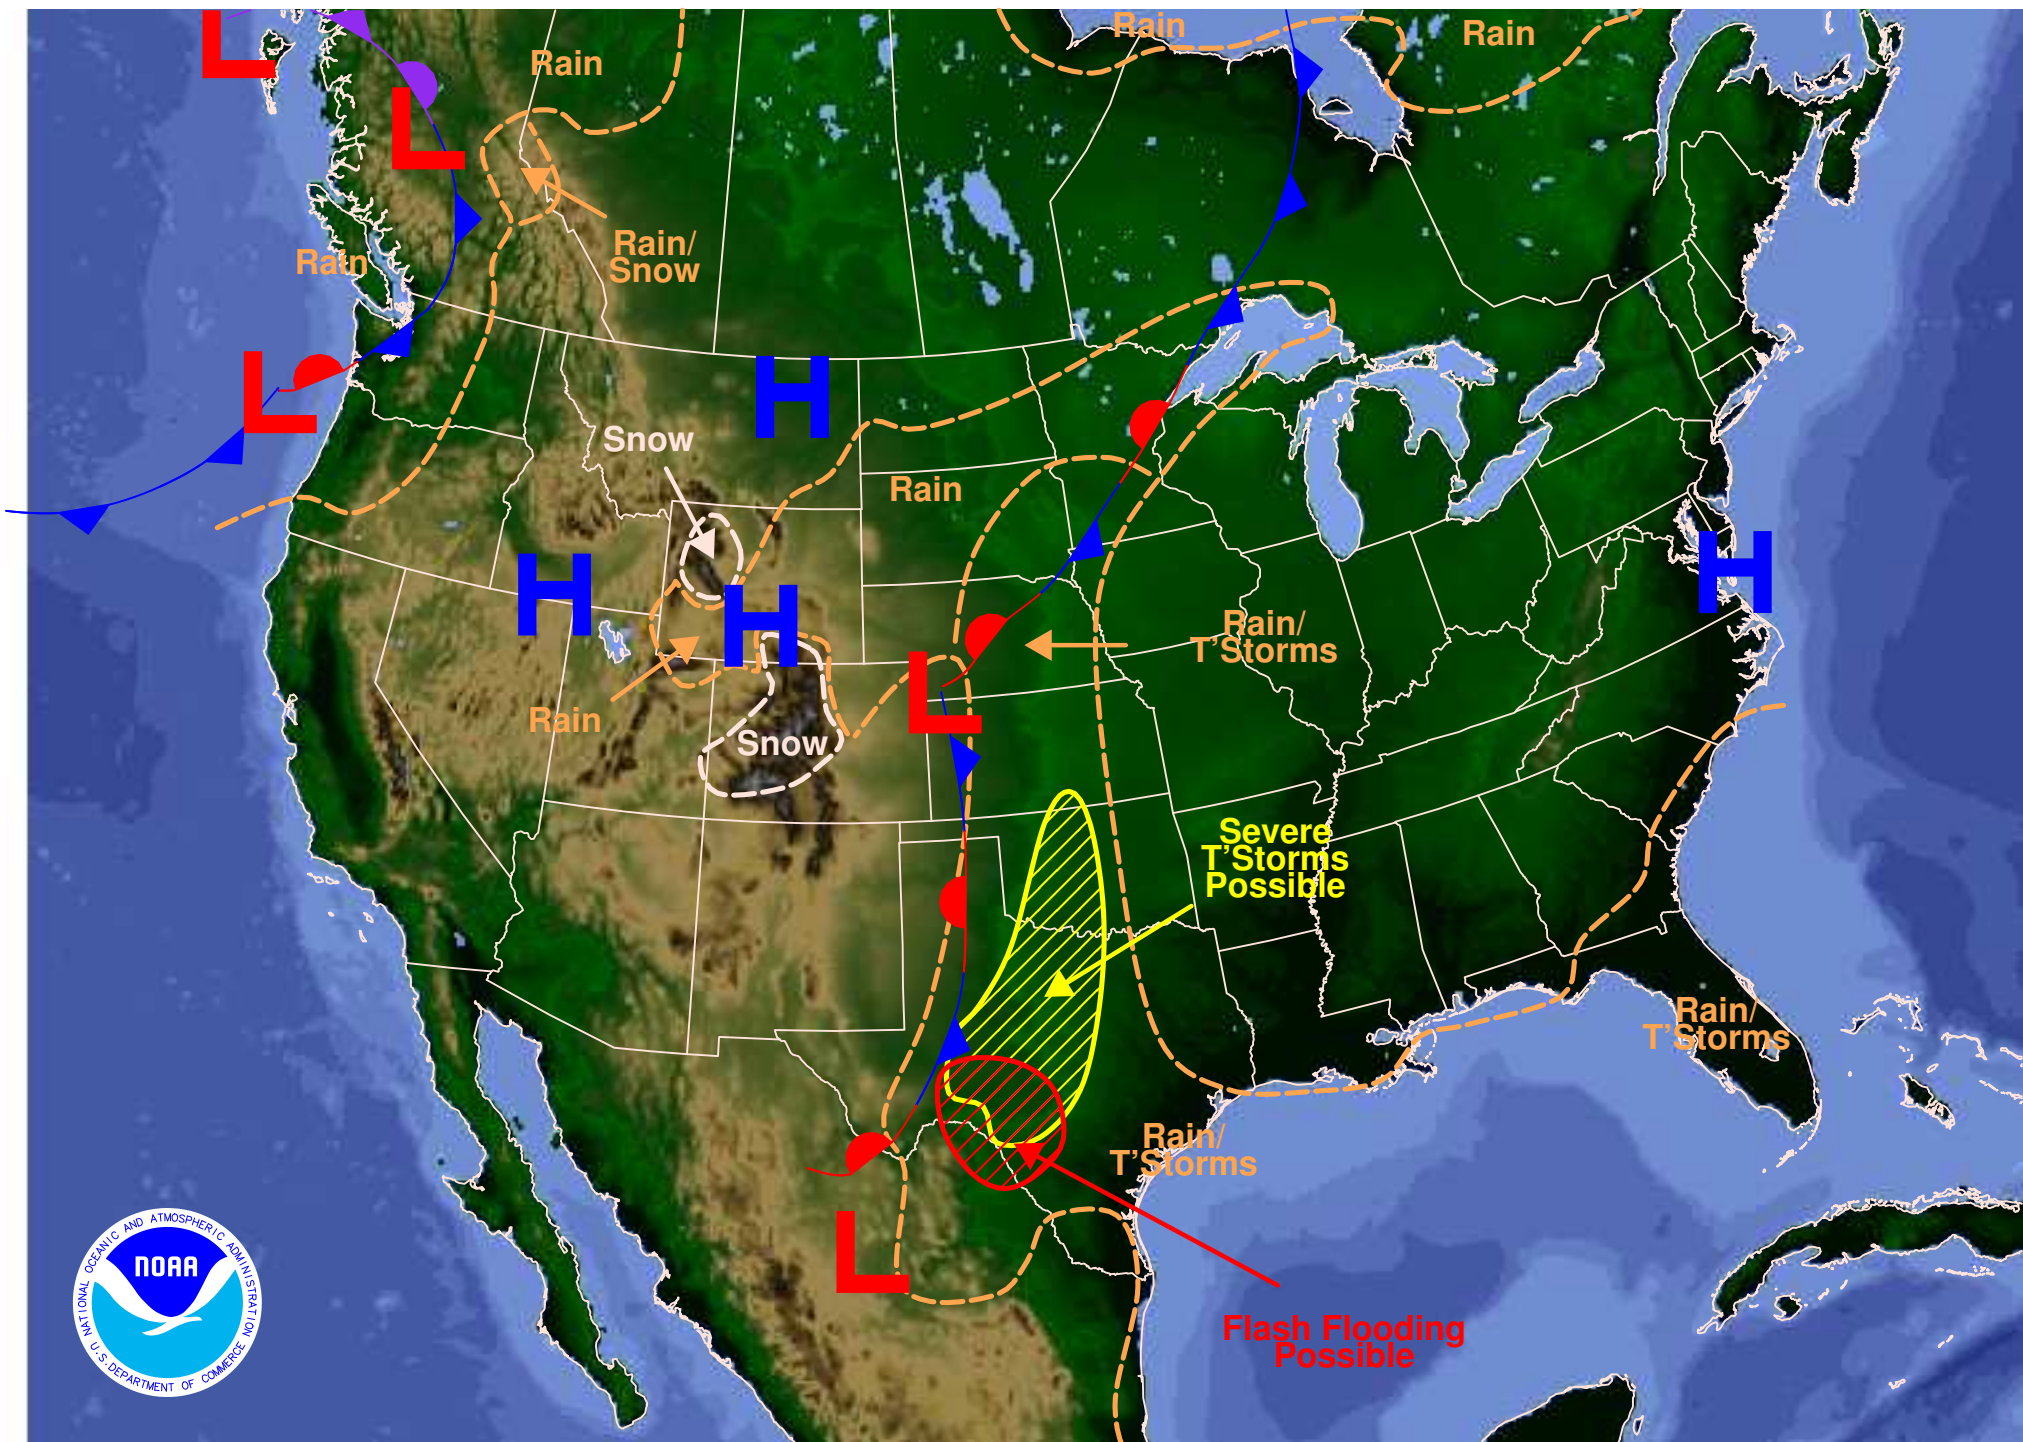 L
Rain
Rain
Rain
L
Rain/
Snow
Rain
L
H
Snow
Rain
H
H
H
Rain/
T'Storms
L
Rain
Snow
Severe
T'Storms
Possible
Rain/
T'Storms
Rain/
T'Storms
L
Flash Flooding
Possible
NATIONAL OCEANIC AND ATMOSPHERIC ADMINISTRATION
NOAA
U.S. DEPARTMENT OF COMMERCE